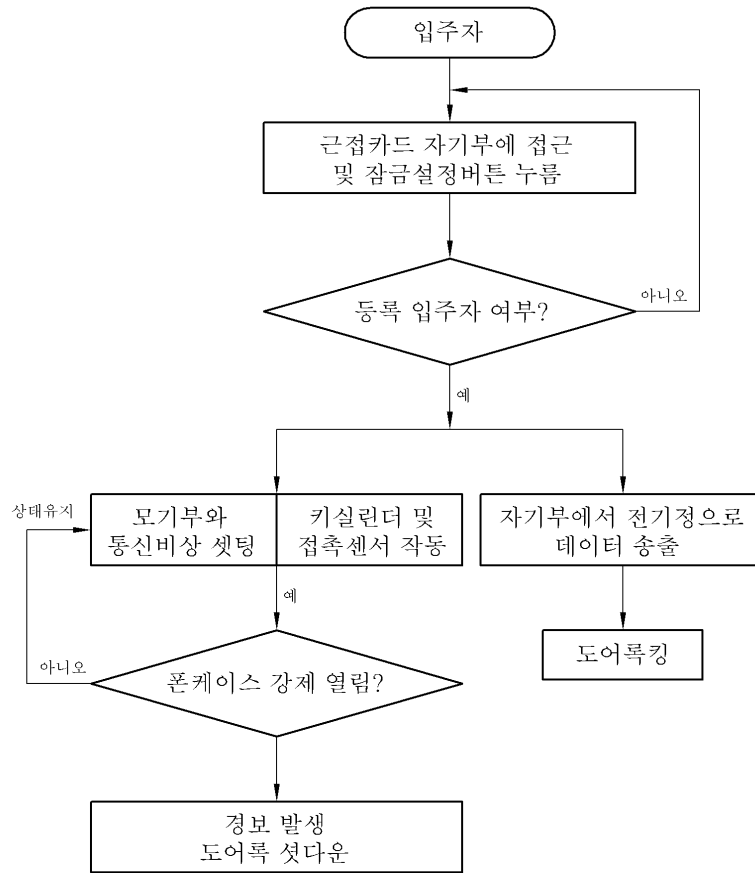 입주자
근접카드 자기부에 접근
및 잠금설정버튼 누름
등록 입주자 여부?
아니오
예
상태유지
모기부와
통신비상 셋팅
키실린더 및
접촉센서 작동
자기부에서 전기정으로
데이터 송출
예
아니오
폰케이스 강제 열림?
도어록킹
경보 발생
도어록 셧다운